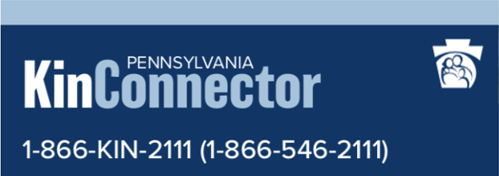 PENNSYLVANIA
KinConnector
1-866-KIN-2111 (1-866-546-2111)